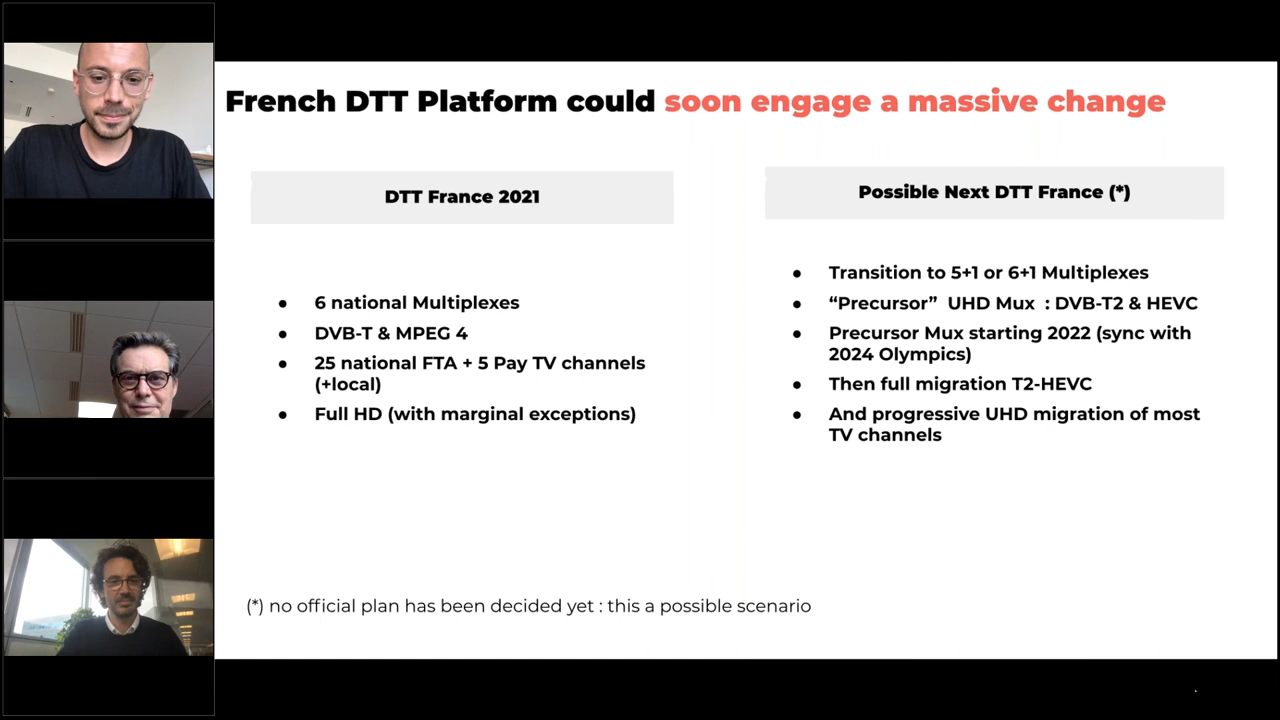 French DTT Platform could soon engage a massive change
DTT France 2021
● 6 national Multiplexes
● DVB-T & MPEG 4
● 25 national FTA + 5 Pay TV channels
(+local)
● Full HD (with marginal exceptions)
Possible Next DTT France (*)
● Transition to 5+1 or 6+1 Multiplexes
● “Precursor” UHD Mux : DVB-T2 & HEVC
● Precursor Mux starting 2022 (sync with
2024 Olympics)
● Then full migration T2-HEVC
● And progressive UHD migration of most
TV channels
(*) no official plan has been decided yet : this a possible scenario